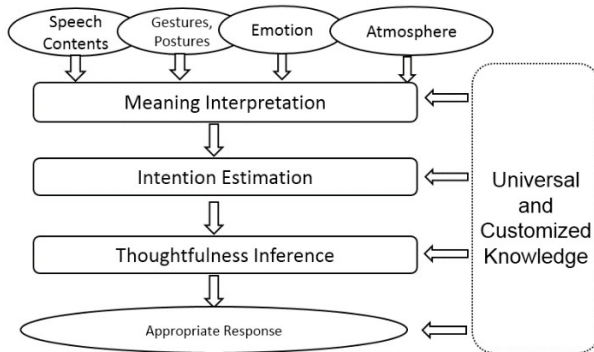 Speech
Contents
Gestures,
Postures
Emotion
Atmosphere
Meaning Interpretation
Intention Estimation
Thoughtfulness Inference
Appropriate Response
Universal
and
Customized
Knowledge